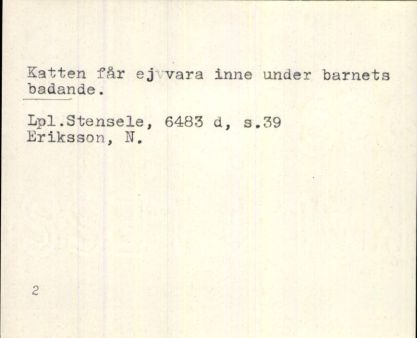 Katten får ej vara inne under barnets
badande.
Lpl.Stensele, 6483 d, s.39
Eriksson, N.
2